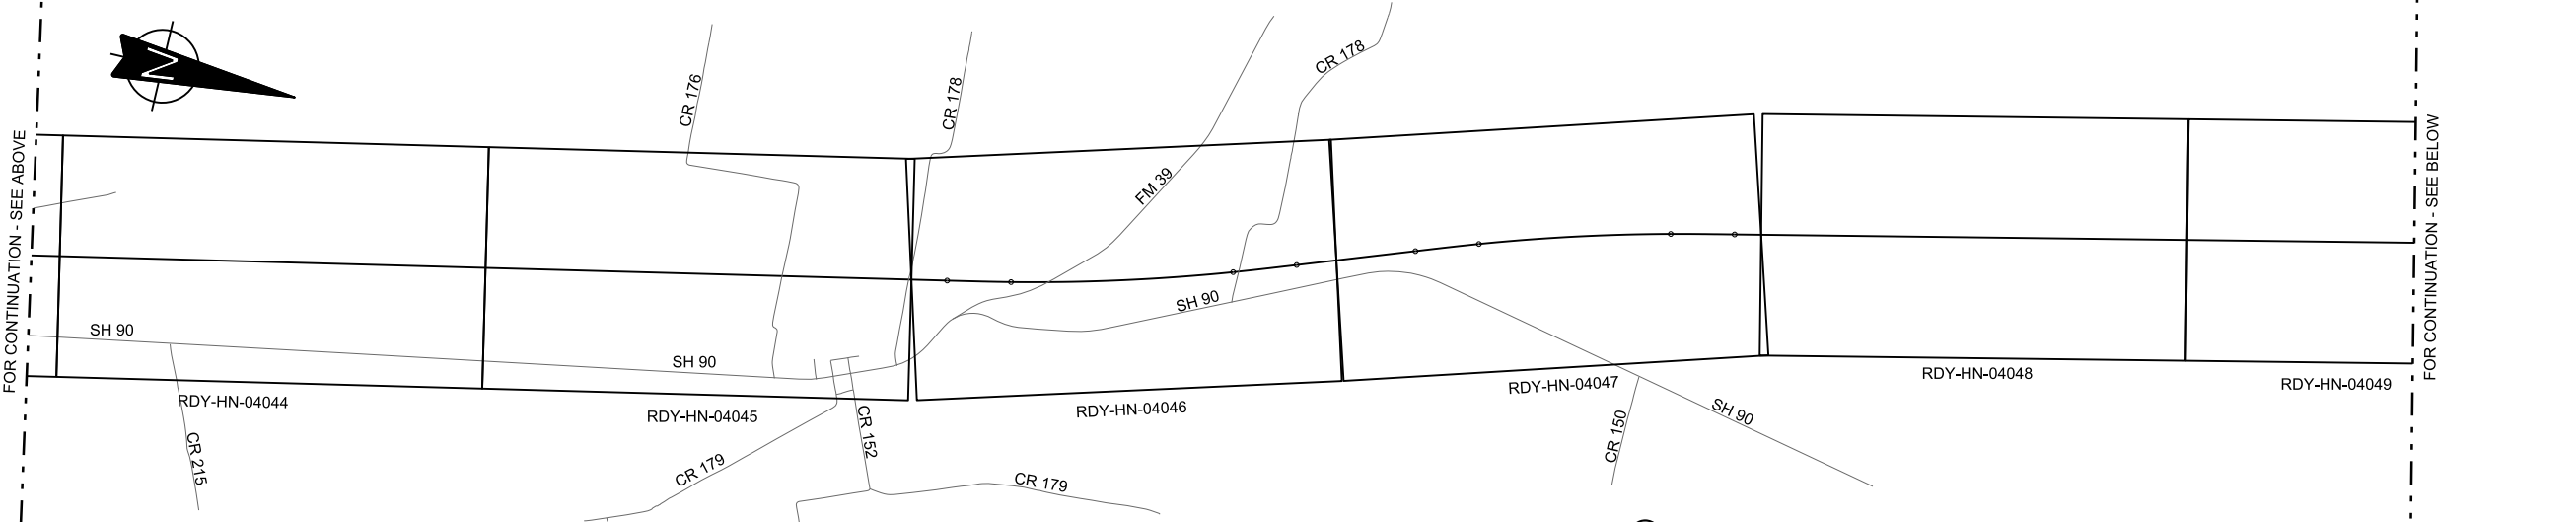 N
CR 176
CR 178
CR 178
FM 39
FOR CONTINUATION - SEE ABOVE
FOR CONTINUATION - SEE BELOW
SH 90
SH 90
SH 90
SH 90
RDY-HN-04044
RDY-HN-04045
RDY-HN-04046
RDY-HN-04047
RDY-HN-04048
RDY-HN-04049
CR 215
CR 179
CR 152
CR 179
CR 150